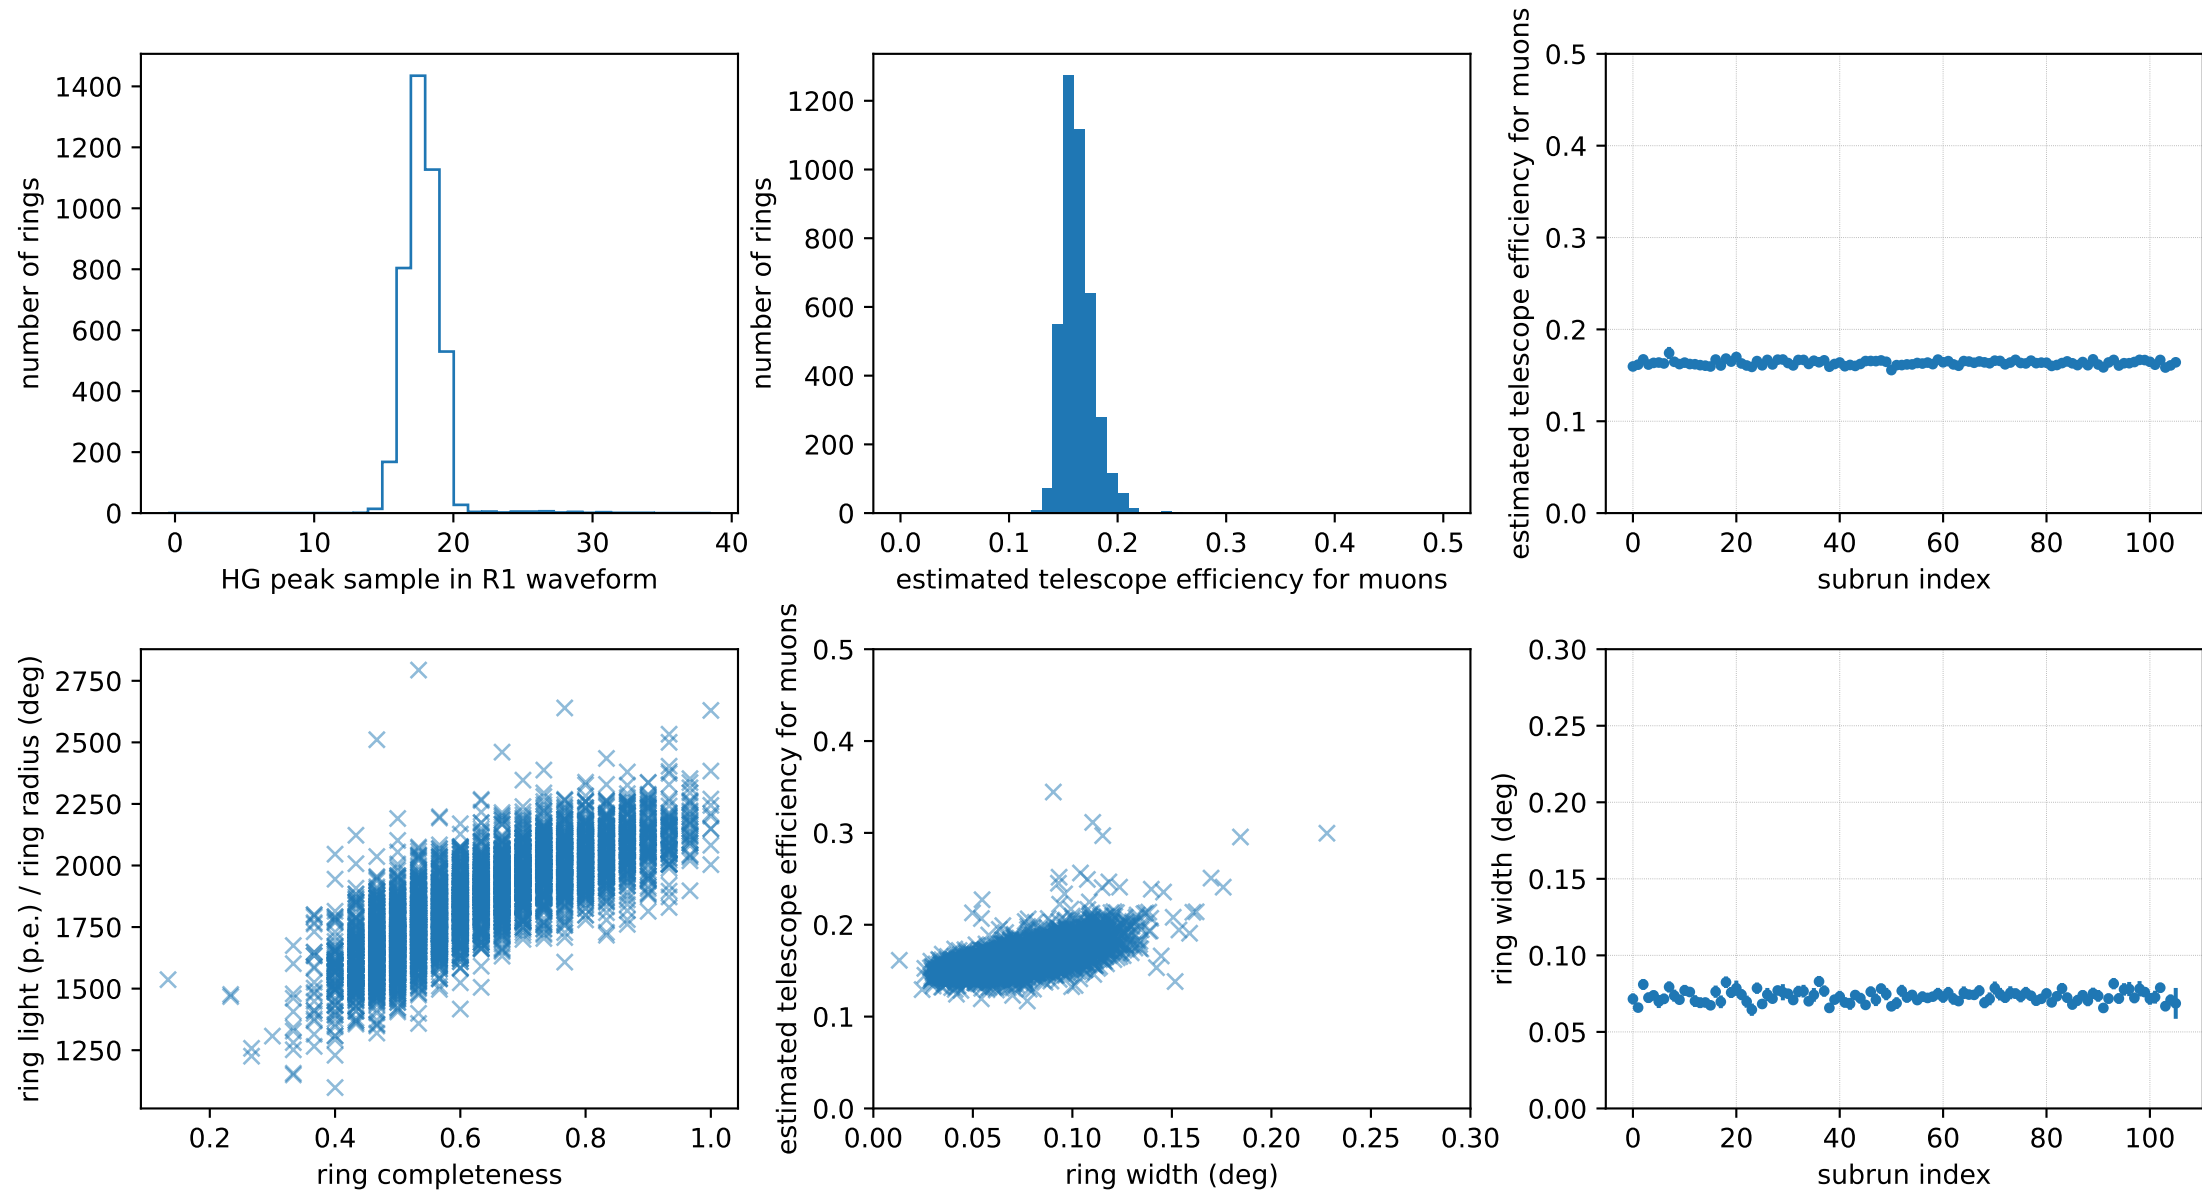 number of rings
1400
1200
1000
800
600
400
200
0
0 10 20 30 40
HG peak sample in R1 waveform
number of rings
1200
1000
800
600
400
200
0
0.0 0.1 0.2 0.3 0.4 0.5
estimated telescope efficiency for muons
estimated telescope efficiency for muons
0.5
0.4
0.3
0.2
0.1
0.0
0 20 40 60 80 100
subrun index
ring light (p.e.) / ring radius (deg)
2750
2500
2250
2000
1750
1500
1250
0.2 0.4 0.6 0.8 1.0
ring completeness
estimated telescope efficiency for muons
0.5
0.4
0.3
0.2
0.1
0.0
0.00 0.05 0.10 0.15 0.20 0.25 0.30
ring width (deg)
ring width (deg)
0.30
0.25
0.20
0.15
0.10
0.05
0.00
0 20 40 60 80 100
subrun index